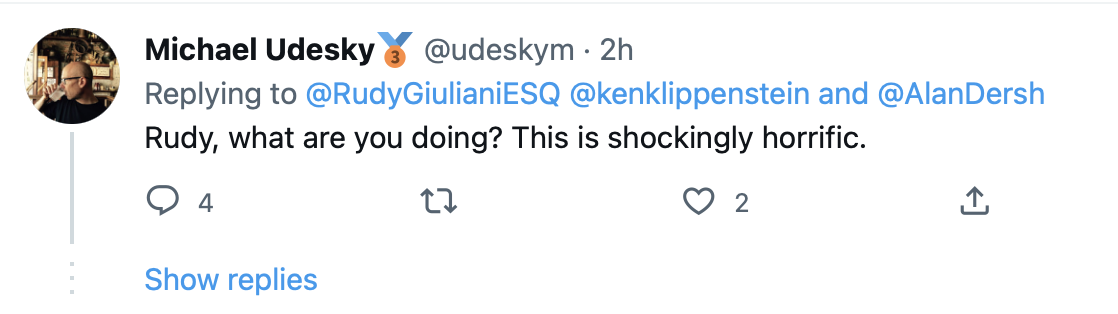 Michael Udesky🥉 @udeskym · 2h
Replying to @RudyGiulianiESQ @kenklippenstein and @AlanDersh
Rudy, what are you doing? This is shockingly horrific.
4 2
Show replies